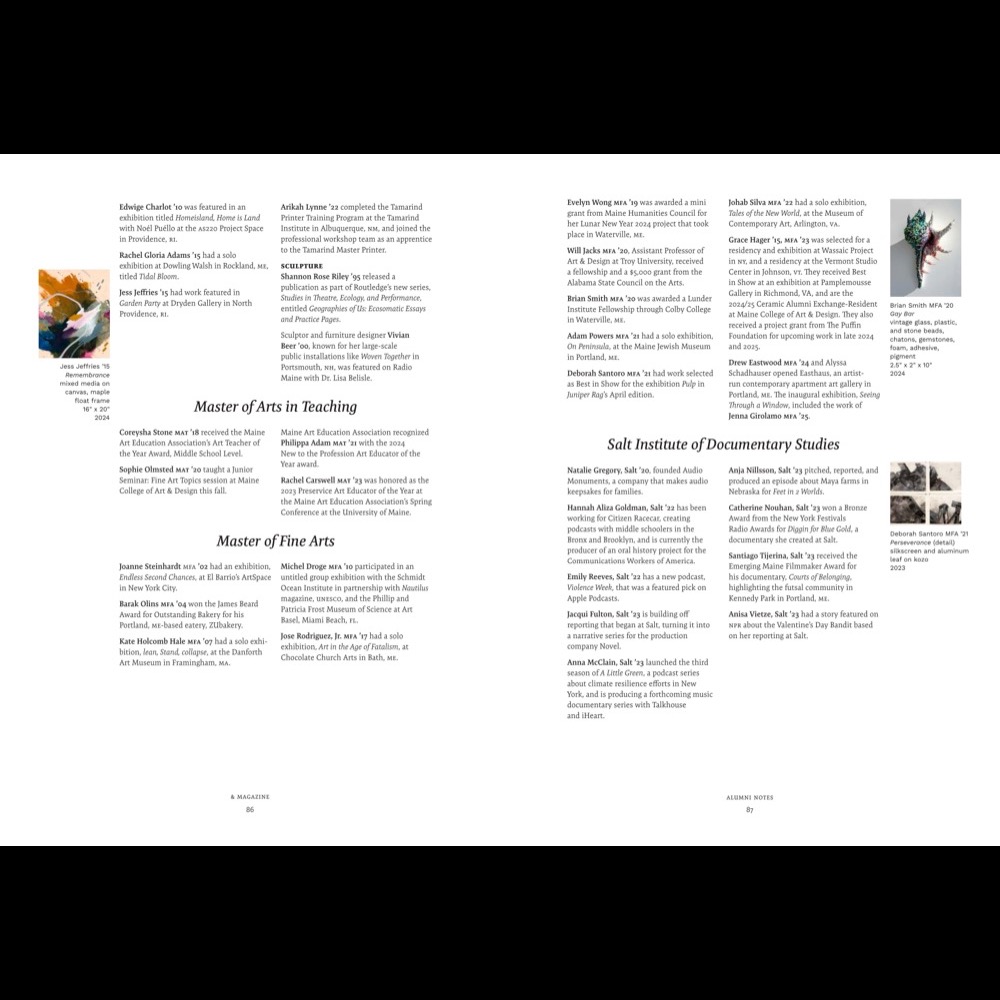 Edwige Charlot '10 was featured in an
exhibition titled Homeisland, Home is Land
with Noél Puéllo at the AS220 Project Space
in Providence, RI.
Rachel Gloria Adams '15 had a solo
exhibition at Dowling Walsh in Rockland, ME,
titled Tidal Bloom.
Jess Jeffries '15 had work featured in
Garden Party at Dryden Gallery in North
Providence, RI.
Jess Jeffries '15
Remembrance
mixed media on
canvas, maple
float frame
16" x 20"
2024
Arikah Lynne '22 completed the Tamarind
Printer Training Program at the Tamarind
Institute in Albuquerque, NM, and joined the
professional workshop team as an apprentice
to the Tamarind Master Printer.
SCULPTURE
Shannon Rose Riley '95 released a
publication as part of Routledge's new series,
Studies in Theatre, Ecology, and Performance,
entitled Geographies of Us: Ecosomatic Essays
and Practice Pages.
Sculptor and furniture designer Vivian
Beer '00, known for her large-scale
public installations like Woven Together in
Portsmouth, NH, was featured on Radio
Maine with Dr. Lisa Belisle.
Master of Arts in Teaching
Coreysha Stone MAT '18 received the Maine
Art Education Association's Art Teacher of
the Year Award, Middle School Level.
Sophie Olmsted MAT '20 taught a Junior
Seminar: Fine Art Topics session at Maine
College of Art & Design this fall.
Maine Art Education Association recognized
Philippa Adam MAT '21 with the 2024
New to the Profession Art Educator of the
Year award.
Rachel Carswell MAT '23 was honored as the
2023 Preservice Art Educator of the Year at
the Maine Art Education Association's Spring
Conference at the University of Maine.
Master of Fine Arts
Joanne Steinhardt MFA '02 had an exhibition,
Endless Second Chances, at El Barrio's ArtSpace
in New York City.
Barak Olins MFA '04 won the James Beard
Award for Outstanding Bakery for his
Portland, ME-based eatery, ZUbakery.
Kate Holcomb Hale MFA '07 had a solo exhi-
bition, lean, Stand, collapse, at the Danforth
Art Museum in Framingham, MA.
Michel Droge MFA '10 participated in an
untitled group exhibition with the Schmidt
Ocean Institute in partnership with Nautilus
magazine, UNESCO, and the Phillip and
Patricia Frost Museum of Science at Art
Basel, Miami Beach, FL.
Jose Rodriguez, Jr. MFA '17 had a solo
exhibition, Art in the Age of Fatalism, at
Chocolate Church Arts in Bath, ME.
& MAGAZINE
86
Evelyn Wong MFA '19 was awarded a mini
grant from Maine Humanities Council for
her Lunar New Year 2024 project that took
place in Waterville, ME.
Will Jacks MFA '20, Assistant Professor of
Art & Design at Troy University, received
a fellowship and a $5,000 grant from the
Alabama State Council on the Arts.
Brian Smith MFA '20 was awarded a Lunder
Institute Fellowship through Colby College
in Waterville, ME.
Adam Powers MFA '21 had a solo exhibition,
On Peninsula, at the Maine Jewish Museum
in Portland, ME.
Deborah Santoro MFA '21 had work selected
as Best in Show for the exhibition Pulp in
Juniper Rag's April edition.
Johab Silva MFA '22 had a solo exhibition,
Tales of the New World, at the Museum of
Contemporary Art, Arlington, VA.
Grace Hager '15, MFA '23 was selected for a
residency and exhibition at Wassaic Project
in NY, and a residency at the Vermont Studio
Center in Johnson, VT. They received Best
in Show at an exhibition at Pamplemousse
Gallery in Richmond, VA, and are the
2024/25 Ceramic Alumni Exchange-Resident
at Maine College of Art & Design. They also
received a project grant from The Puffin
Foundation for upcoming work in late 2024
and 2025.
Drew Eastwood MFA '24 and Alyssa
Schadhauser opened Easthaus, an artist-
run contemporary apartment art gallery in
Portland, ME. The inaugural exhibition, Seeing
Through a Window, included the work of
Jenna Girolamo MFA '25.
Brian Smith MFA '20
Gay Bar
vintage glass, plastic,
and stone beads,
chatons, gemstones,
foam, adhesive,
pigment
2.5" x 2" x 10"
2024
Salt Institute of Documentary Studies
Natalie Gregory, Salt '20, founded Audio
Monuments, a company that makes audio
keepsakes for families.
Hannah Aliza Goldman, Salt '22 has been
working for Citizen Racecar, creating
podcasts with middle schoolers in the
Bronx and Brooklyn, and is currently the
producer of an oral history project for the
Communications Workers of America.
Emily Reeves, Salt '22 has a new podcast,
Violence Week, that was a featured pick on
Apple Podcasts.
Jacqui Fulton, Salt '23 is building off
reporting that began at Salt, turning it into
a narrative series for the production
company Novel.
Anna McClain, Salt '23 launched the third
season of A Little Green, a podcast series
about climate resilience efforts in New
York, and is producing a forthcoming music
documentary series with Talkhouse
and iHeart.
Anja Nillsson, Salt '23 pitched, reported, and
produced an episode about Maya farms in
Nebraska for Feet in 2 Worlds.
Catherine Nouhan, Salt '23 won a Bronze
Award from the New York Festivals
Radio Awards for Diggin for Blue Gold, a
documentary she created at Salt.
Santiago Tijerina, Salt '23 received the
Emerging Maine Filmmaker Award for
his documentary, Courts of Belonging,
highlighting the futsal community in
Kennedy Park in Portland, ME.
Anisa Vietze, Salt '23 had a story featured on
NPR about the Valentine's Day Bandit based
on her reporting at Salt.
Deborah Santoro MFA '21
Perseverance (detail)
silkscreen and aluminum
leaf on kozo
2023
ALUMNI NOTES
87